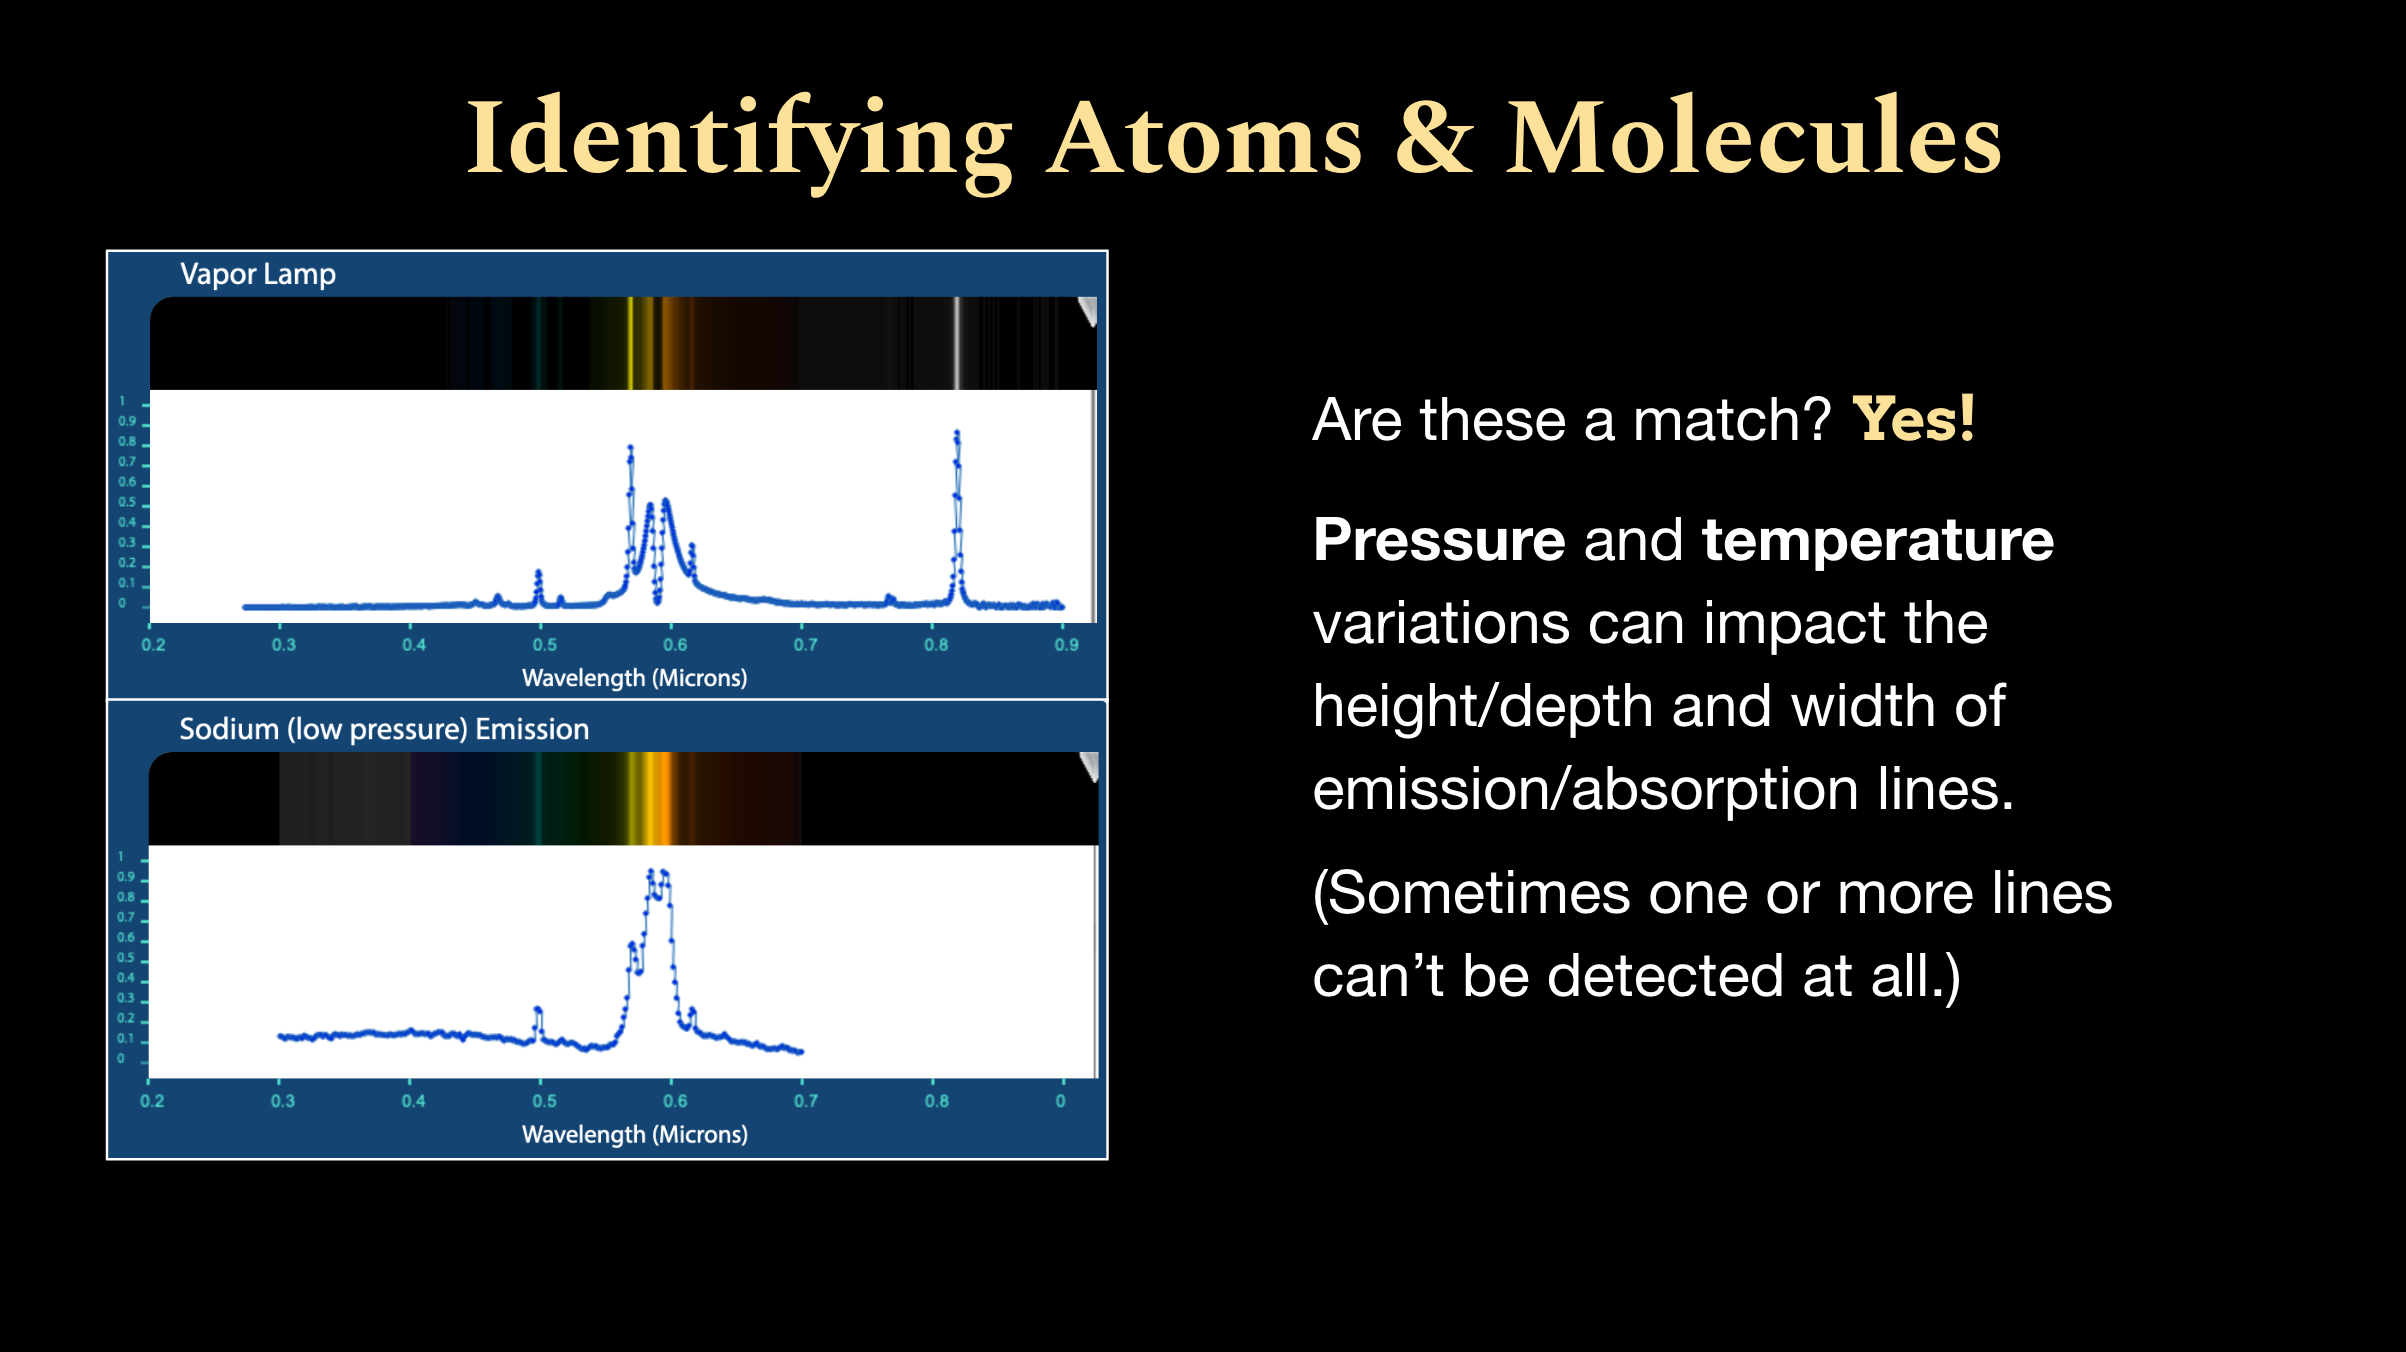 Identifying Atoms & Molecules
Vapor Lamp
1
0.9
0.8
0.7
0.6
0.5
0.4
0.3
0.2
0.1
0
0.2 0.3 0.4 0.5 0.6 0.7 0.8 0.9
Wavelength (Microns)
Sodium (low pressure) Emission
1
0.9
0.8
0.7
0.6
0.5
0.4
0.3
0.2
0.1
0
0.2 0.3 0.4 0.5 0.6 0.7 0.8 0
Wavelength (Microns)
Are these a match? Yes!
Pressure and temperature
variations can impact the
height/depth and width of
emission/absorption lines.
(Sometimes one or more lines
can’t be detected at all.)